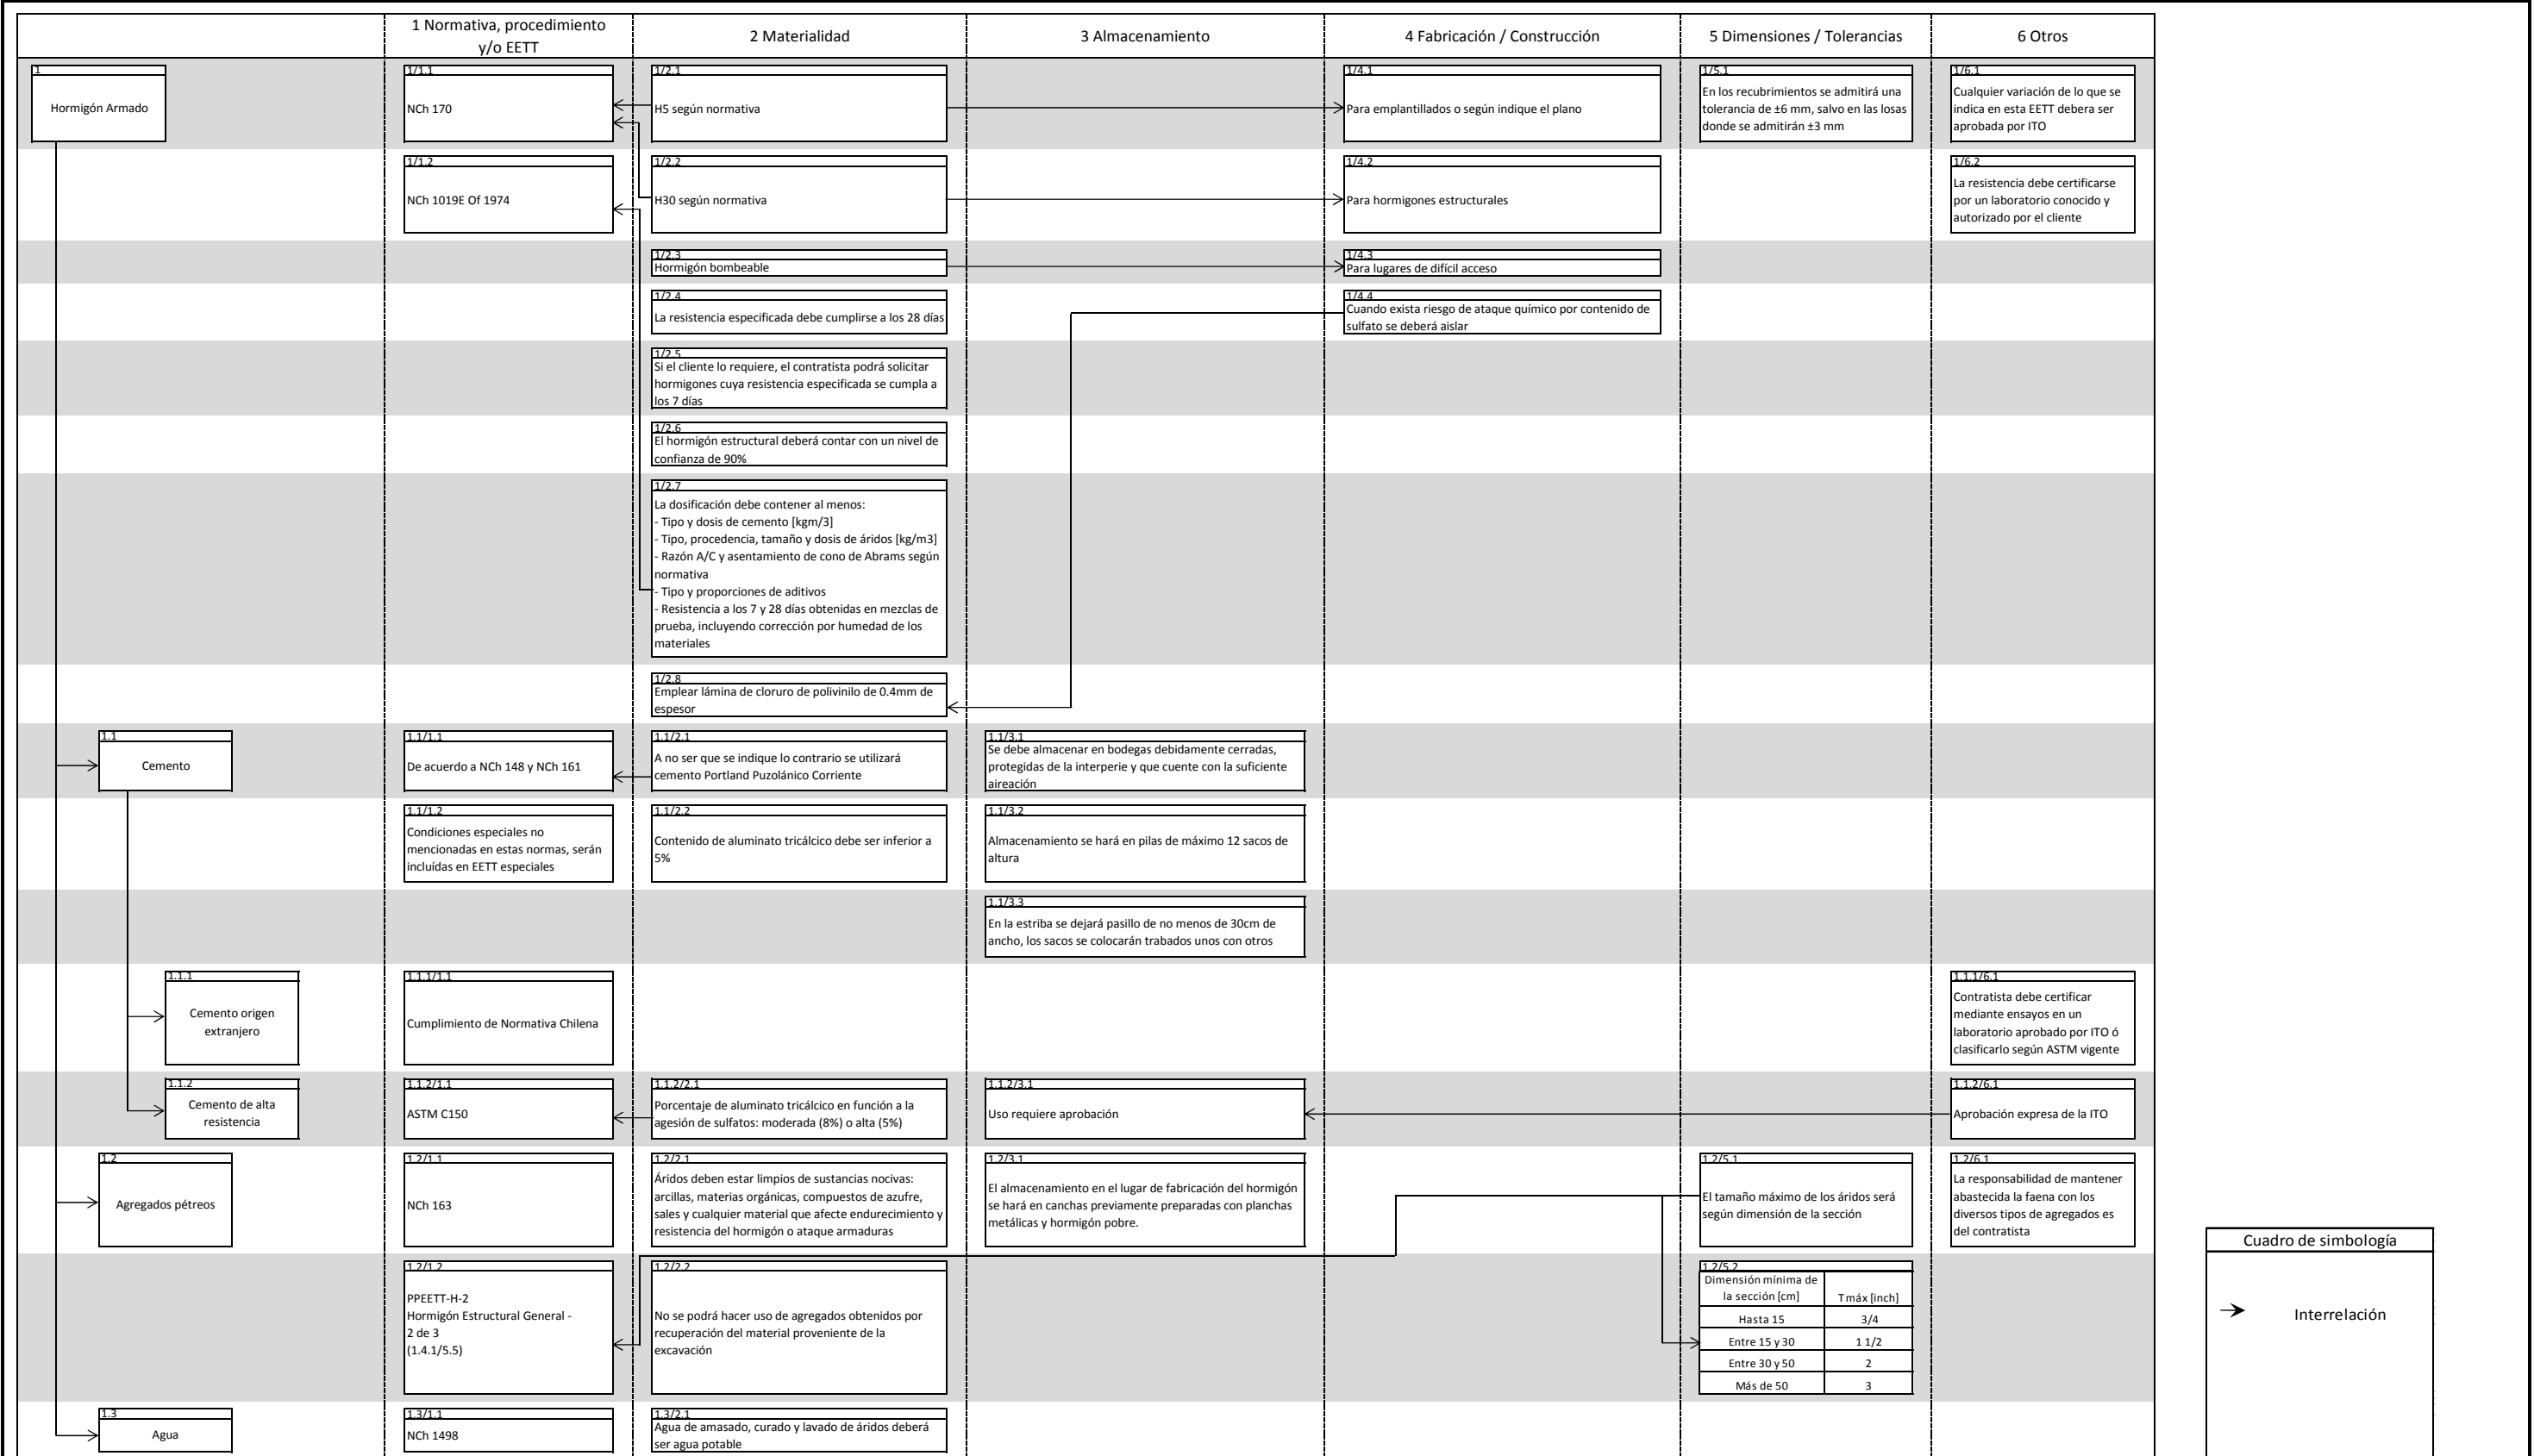 1 Normativa, procedimiento
y/o EETT
2 Materialidad
3 Almacenamiento
4 Fabricación / Construcción
5 Dimensiones / Tolerancias
6 Otros
1
Hormigón Armado
1/1.1
NCh 170
1/2.1
H5 según normativa
1/4.1
Para emplantillados o según indique el plano
1/5.1
En los recubrimientos se admitirá una
tolerancia de ±6 mm, salvo en las losas
donde se admitirán ±3 mm
1/6.1
Cualquier variación de lo que se
indica en esta EETT debera ser
aprobada por ITO
1/1.2
NCh 1019E Of 1974
1/2.2
H30 según normativa
1/4.2
Para hormigones estructurales
1/6.2
La resistencia debe certificarse
por un laboratorio conocido y
autorizado por el cliente
1/2.3
Hormigón bombeable
1/4.3
Para lugares de difícil acceso
1/2.4
La resistencia especificada debe cumplirse a los 28 días
1/4.4
Cuando exista riesgo de ataque químico por contenido de
sulfato se deberá aislar
1/2.5
Si el cliente lo requiere, el contratista podrá solicitar
hormigones cuya resistencia especificada se cumpla a
los 7 días
1/2.6
El hormigón estructural deberá contar con un nivel de
confianza de 90%
1/2.7
La dosificación debe contener al menos:
- Tipo y dosis de cemento [kgm/3]
- Tipo, procedencia, tamaño y dosis de áridos [kg/m3]
- Razón A/C y asentamiento de cono de Abrams según
normativa
- Tipo y proporciones de aditivos
- Resistencia a los 7 y 28 días obtenidas en mezclas de
prueba, incluyendo corrección por humedad de los
materiales
1/2.8
Emplear lámina de cloruro de polivinilo de 0.4mm de
espesor
1.1
Cemento
1.1/1.1
De acuerdo a NCh 148 y NCh 161
1.1/2.1
A no ser que se indique lo contrario se utilizará
cemento Portland Puzolánico Corriente
1.1/3.1
Se debe almacenar en bodegas debidamente cerradas,
protegidas de la interperie y que cuente con la suficiente
aireación
1.1/1.2
Condiciones especiales no
mencionadas en estas normas, serán
incluídas en EETT especiales
1.1/2.2
Contenido de aluminato tricálcico debe ser inferior a
5%
1.1/3.2
Almacenamiento se hará en pilas de máximo 12 sacos de
altura
1.1/3.3
En la estriba se dejará pasillo de no menos de 30cm de
ancho, los sacos se colocarán trabados unos con otros
1.1.1
Cemento origen
extranjero
1.1.1/1.1
Cumplimiento de Normativa Chilena
1.1.1/6.1
Contratista debe certificar
mediante ensayos en un
laboratorio aprobado por ITO ó
clasificarlo según ASTM vigente
1.1.2
Cemento de alta
resistencia
1.1.2/1.1
ASTM C150
1.1.2/2.1
Porcentaje de aluminato tricálcico en función a la
agesión de sulfatos: moderada (8%) o alta (5%)
1.1.2/3.1
Uso requiere aprobación
1.1.2/6.1
Aprobación expresa de la ITO
1.2
Agregados pétreos
1.2/1.1
NCh 163
1.2/2.1
Áridos deben estar limpios de sustancias nocivas:
arcillas, materias orgánicas, compuestos de azufre,
sales y cualquier material que afecte endurecimiento y
resistencia del hormigón o ataque armaduras
1.2/3.1
El almacenamiento en el lugar de fabricación del hormigón
se hará en canchas previamente preparadas con planchas
metálicas y hormigón pobre.
1.2/5.1
El tamaño máximo de los áridos será
según dimensión de la sección
1.2/6.1
La responsabilidad de mantener
abastecida la faena con los
diversos tipos de agregados es
del contratista
1.2/1.2
PPEETT-H-2
Hormigón Estructural General -
2 de 3
(1.4.1/5.5)
1.2/2.2
No se podrá hacer uso de agregados obtenidos por
recuperación del material proveniente de la
excavación
1.2/5.2
Dimensión mínima de
la sección [cm] T máx [inch]
Hasta 15 3/4
Entre 15 y 30 1 1/2
Entre 30 y 50 2
Más de 50 3
1.3
Agua
1.3/1.1
NCh 1498
1.3/2.1
Agua de amasado, curado y lavado de áridos deberá
ser agua potable
Cuadro de simbología
Interrelación